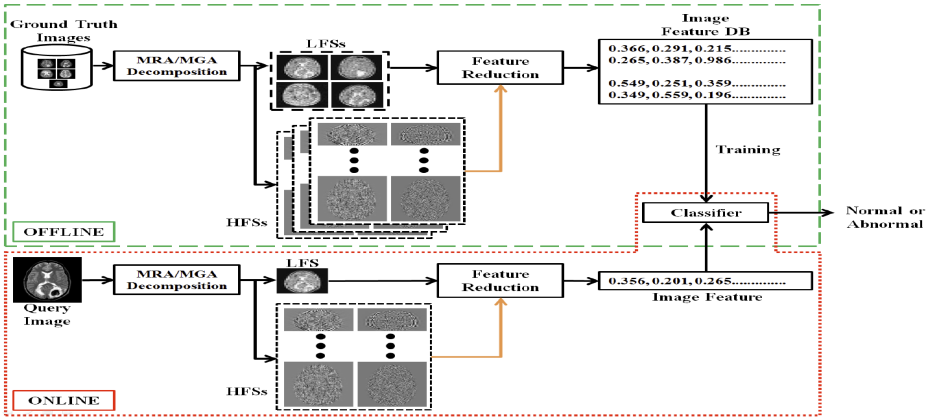 Ground Truth
Images
MRA/MGA
Decomposition
LFSs
Feature
Reduction
Image
Feature DB
0.366, 0.291, 0.215.............
0.265, 0.387, 0.986.............
0.549, 0.251, 0.359.............
0.349, 0.559, 0.196.............
Training
HFSs
OFFLINE
Classifier
Normal or
Abnormal
Query
Image
MRA/MGA
Decomposition
LFS
Feature
Reduction
0.356, 0.201, 0.265.............
Image Feature
HFSs
ONLINE